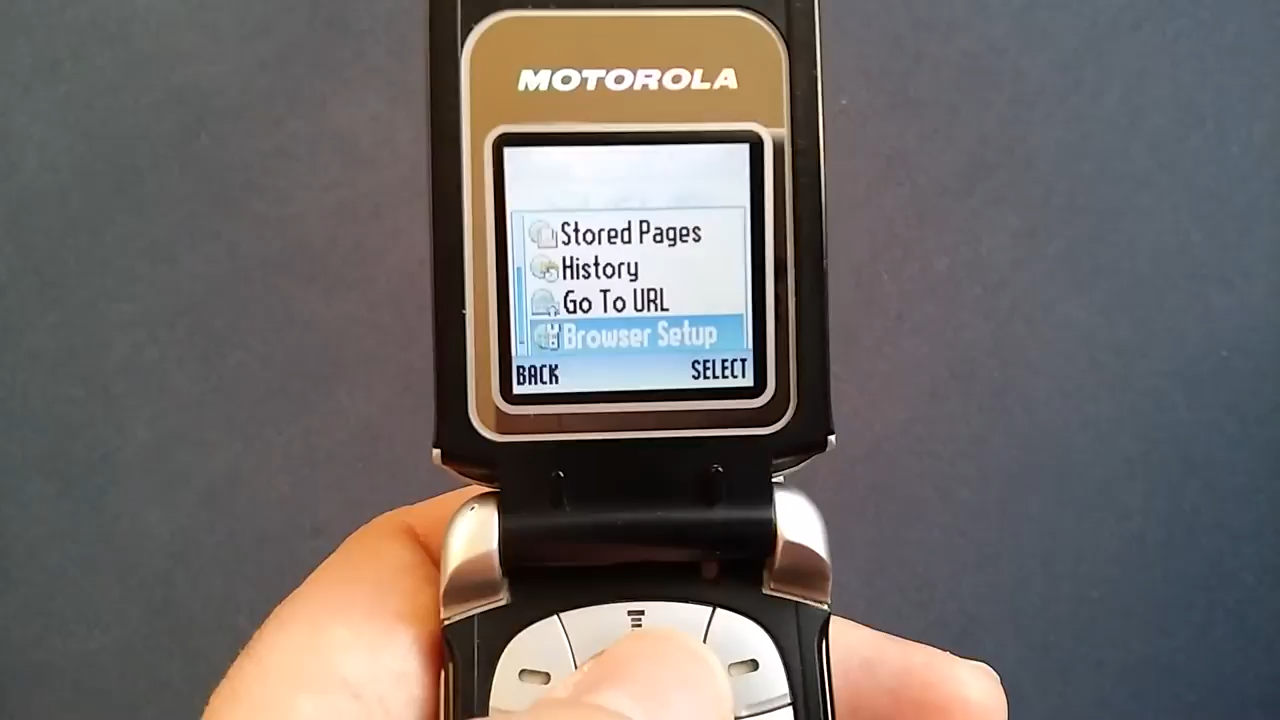 MOTOROLA
Stored Pages
History
Go To URL
Browser Setup
BACK SELECT